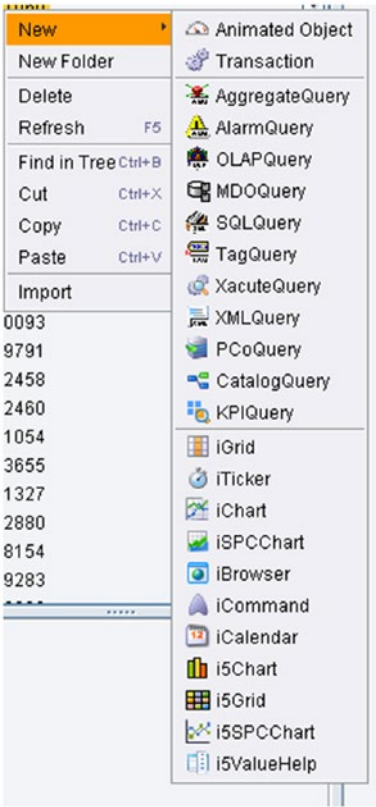 New
New Folder
Delete
Refresh F5
Find in Tree Ctrl+B
Cut Ctrl+X
Copy Ctrl+C
Paste Ctrl+V
Import
0093
9791
2458
2460
1054
3655
1327
2880
8154
9283
Animated Object
Transaction
AggregateQuery
AlarmQuery
OLAPQuery
MDOQuery
SQLQuery
TagQuery
XacuteQuery
XMLQuery
PCoQuery
CatalogQuery
KPIQuery
iGrid
iTicker
iChart
iSPCChart
iBrowser
iCommand
12
iCalendar
i5Chart
i5Grid
i5SPCChart
i5ValueHelp